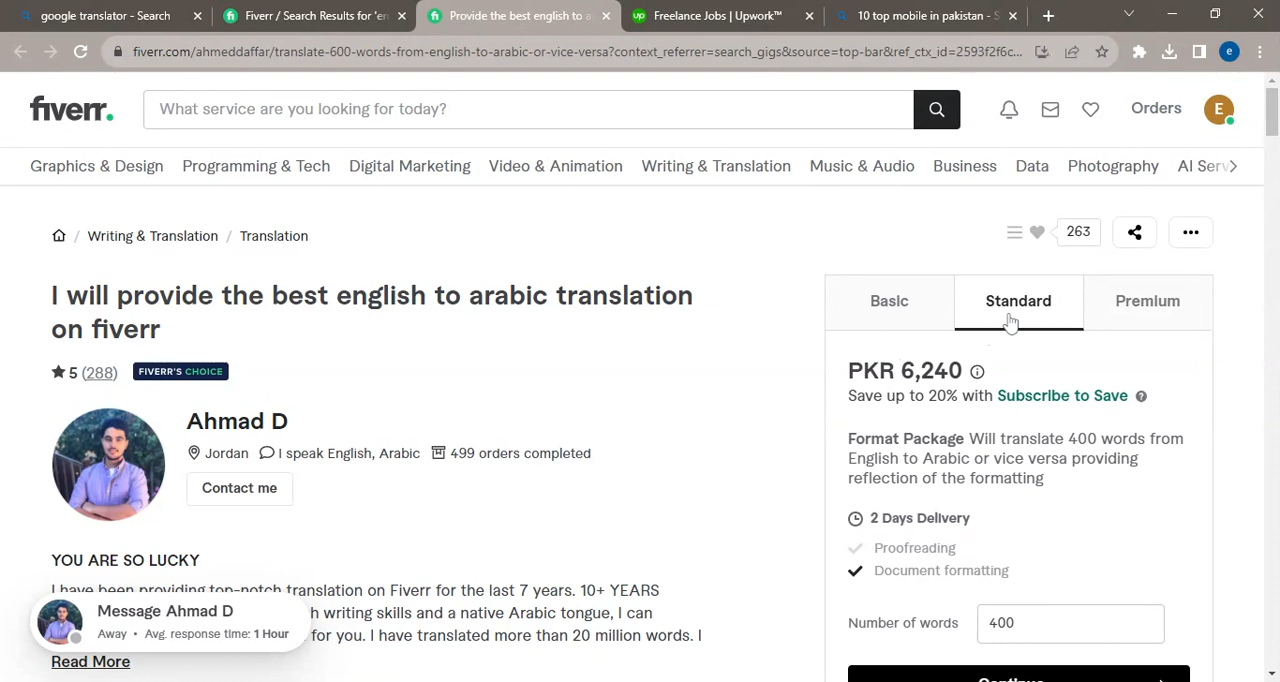 google translator - Search
Fiverr / Search Results for 'en
Provide the best english to a
Freelance Jobs | Upwork™
10 top mobile in pakistan - S
fiverr.com/ahmeddaffar/translate-600-words-from-english-to-arabic-or-vice-versa?context_referrer=search_gigs&source=top-bar&ref_ctx_id=2593f2f6c...
e
fiverr.
What service are you looking for today?
Orders
E
Graphics & Design
Programming & Tech
Digital Marketing
Video & Animation
Writing & Translation
Music & Audio
Business
Data
Photography
AI Serv
/ Writing & Translation / Translation
263
I will provide the best english to arabic translation
on fiverr
5 (288)
FIVERR'S CHOICE
Ahmad D
Jordan
I speak English, Arabic
499 orders completed
Contact me
YOU ARE SO LUCKY
I have been providing top-notch translation on Fiverr for the last 7 years. 10+ YEARS
h writing skills and a native Arabic tongue, I can
for you. I have translated more than 20 million words. I
Read More
Message Ahmad D
Away • Avg. response time: 1 Hour
Basic
Standard
Premium
PKR 6,240
Save up to 20% with Subscribe to Save
Format Package Will translate 400 words from
English to Arabic or vice versa providing
reflection of the formatting
2 Days Delivery
Proofreading
Document formatting
Number of words
400
Continue